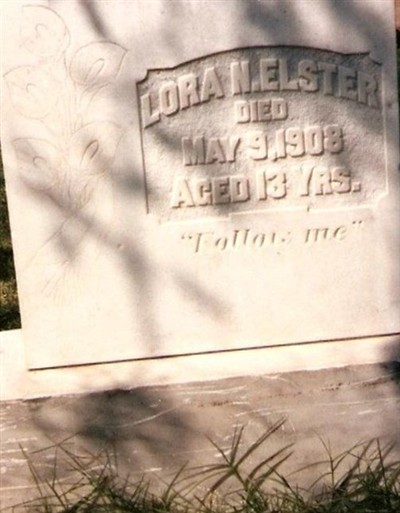 LORA N. ELSTER
DIED
MAY 9, 1908
AGED 13 YRS.
"Follow me"